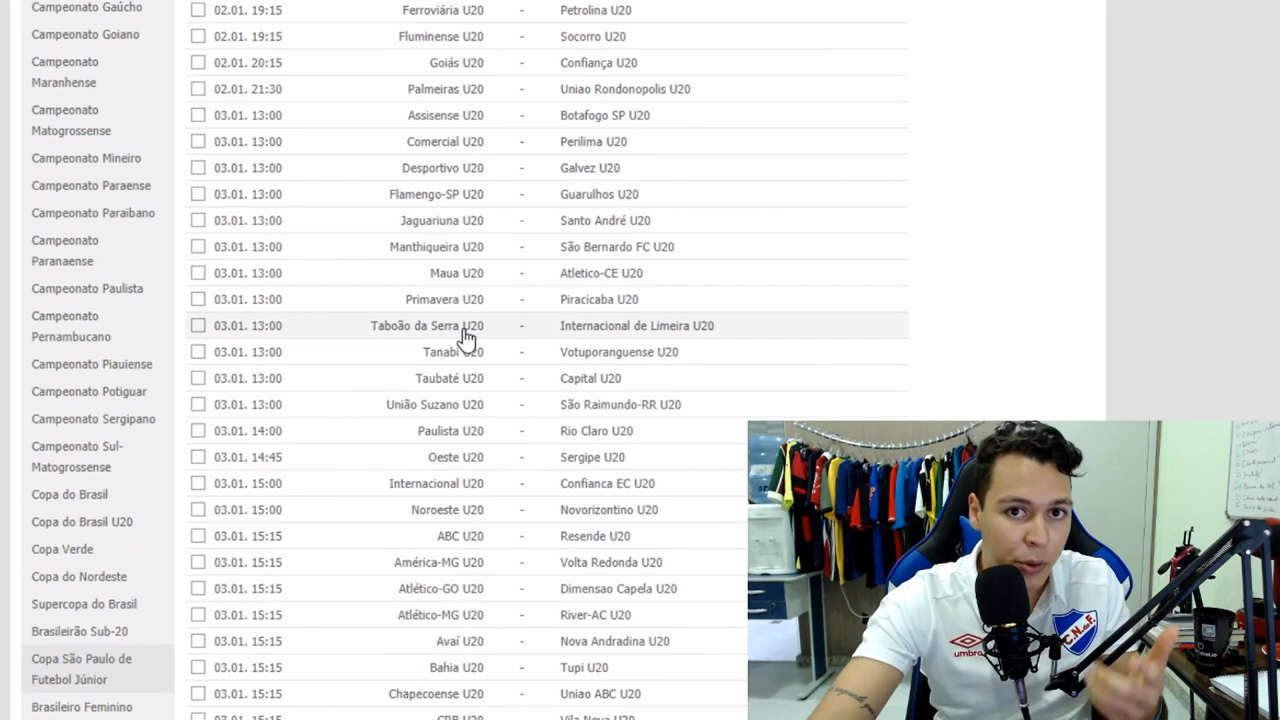 Campeonato Gaúcho
Campeonato Goiano
Campeonato
Maranhense
Campeonato
Matogrossense
Campeonato Mineiro
Campeonato Paraense
Campeonato Paraibano
Campeonato
Paranaense
Campeonato Paulista
Campeonato
Pernambucano
Campeonato Piauiense
Campeonato Potiguar
Campeonato Sergipano
Campeonato Sul-
Matogrossense
Copa do Brasil
Copa do Brasil U20
Copa Verde
Copa do Nordeste
Supercopa do Brasil
Brasileirão Sub-20
Copa São Paulo de
Futebol Júnior
Brasileiro Feminino
02.01. 19:15 Ferroviária U20 - Petrolina U20
02.01. 19:15 Fluminense U20 - Socorro U20
02.01. 20:15 Goiás U20 - Confiança U20
02.01. 21:30 Palmeiras U20 - Uniao Rondonopolis U20
03.01. 13:00 Assisense U20 - Botafogo SP U20
03.01. 13:00 Comercial U20 - Perilima U20
03.01. 13:00 Desportivo U20 - Galvez U20
03.01. 13:00 Flamengo-SP U20 - Guarulhos U20
03.01. 13:00 Jaguariuna U20 - Santo André U20
03.01. 13:00 Manthiqueira U20 - São Bernardo FC U20
03.01. 13:00 Maua U20 - Atletico-CE U20
03.01. 13:00 Primavera U20 - Piracicaba U20
03.01. 13:00 Taboão da Serra U20 - Internacional de Limeira U20
03.01. 13:00 Tanabi U20 - Votuporanguense U20
03.01. 13:00 Taubaté U20 - Capital U20
03.01. 13:00 União Suzano U20 - São Raimundo-RR U20
03.01. 14:00 Paulista U20 - Rio Claro U20
03.01. 14:45 Oeste U20 - Sergipe U20
03.01. 15:00 Internacional U20 - Confianca EC U20
03.01. 15:00 Noroeste U20 - Novorizontino U20
03.01. 15:15 ABC U20 - Resende U20
03.01. 15:15 América-MG U20 - Volta Redonda U20
03.01. 15:15 Atlético-GO U20 - Dimensao Capela U20
03.01. 15:15 Atlético-MG U20 - River-AC U20
03.01. 15:15 Avaí U20 - Nova Andradina U20
03.01. 15:15 Bahia U20 - Tupi U20
03.01. 15:15 Chapecoense U20 - Uniao ABC U20
03.01. 15:15 CRB U20 - Vila Nova U20
umbro
C.N.de F.